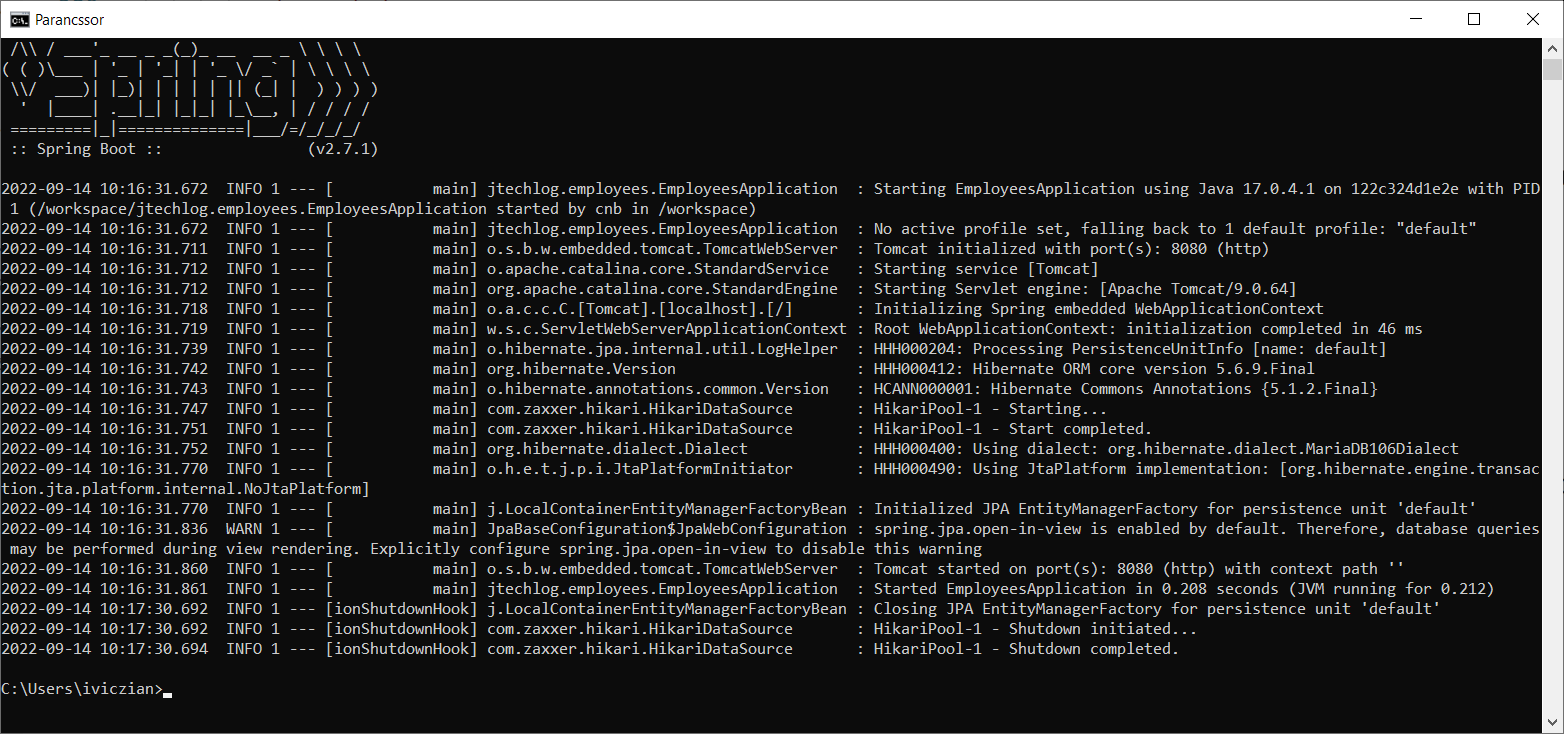 Parancssor
 /\\ / ___'_ __ _ _(_)_ __  __ _ \ \ \ \
( ( )\___ | '_ | '_| | '_ \/ _` | \ \ \ \
 \\/  ___)| |_)| | | | | || (_| |  ) ) ) )
  '  |____| .__|_| |_|_| |_\__, | / / / /
 =========|_|==============|___/=/_/_/_/
 :: Spring Boot ::                (v2.7.1)
2022-09-14 10:16:31.672  INFO 1 --- [           main] jtechlog.employees.EmployeesApplication  : Starting EmployeesApplication using Java 17.0.4.1 on 122c324d1e2e with PID
 1 (/workspace/jtechlog.employees.EmployeesApplication started by cnb in /workspace)
2022-09-14 10:16:31.672  INFO 1 --- [           main] jtechlog.employees.EmployeesApplication  : No active profile set, falling back to 1 default profile: "default"
2022-09-14 10:16:31.711  INFO 1 --- [           main] o.s.b.w.embedded.tomcat.TomcatWebServer  : Tomcat initialized with port(s): 8080 (http)
2022-09-14 10:16:31.712  INFO 1 --- [           main] o.apache.catalina.core.StandardService   : Starting service [Tomcat]
2022-09-14 10:16:31.712  INFO 1 --- [           main] org.apache.catalina.core.StandardEngine  : Starting Servlet engine: [Apache Tomcat/9.0.64]
2022-09-14 10:16:31.718  INFO 1 --- [           main] o.a.c.c.C.[Tomcat].[localhost].[/]       : Initializing Spring embedded WebApplicationContext
2022-09-14 10:16:31.719  INFO 1 --- [           main] w.s.c.ServletWebServerApplicationContext : Root WebApplicationContext: initialization completed in 46 ms
2022-09-14 10:16:31.739  INFO 1 --- [           main] o.hibernate.jpa.internal.util.LogHelper  : HHH000204: Processing PersistenceUnitInfo [name: default]
2022-09-14 10:16:31.742  INFO 1 --- [           main] org.hibernate.Version                    : HHH000412: Hibernate ORM core version 5.6.9.Final
2022-09-14 10:16:31.743  INFO 1 --- [           main] o.hibernate.annotations.common.Version   : HCANN000001: Hibernate Commons Annotations {5.1.2.Final}
2022-09-14 10:16:31.747  INFO 1 --- [           main] com.zaxxer.hikari.HikariDataSource       : HikariPool-1 - Starting...
2022-09-14 10:16:31.751  INFO 1 --- [           main] com.zaxxer.hikari.HikariDataSource       : HikariPool-1 - Start completed.
2022-09-14 10:16:31.752  INFO 1 --- [           main] org.hibernate.dialect.Dialect            : HHH000400: Using dialect: org.hibernate.dialect.MariaDB106Dialect
2022-09-14 10:16:31.770  INFO 1 --- [           main] o.h.e.t.j.p.i.JtaPlatformInitiator       : HHH000490: Using JtaPlatform implementation: [org.hibernate.engine.transac
tion.jta.platform.internal.NoJtaPlatform]
2022-09-14 10:16:31.770  INFO 1 --- [           main] j.LocalContainerEntityManagerFactoryBean : Initialized JPA EntityManagerFactory for persistence unit 'default'
2022-09-14 10:16:31.836  WARN 1 --- [           main] JpaBaseConfiguration$JpaWebConfiguration : spring.jpa.open-in-view is enabled by default. Therefore, database queries
 may be performed during view rendering. Explicitly configure spring.jpa.open-in-view to disable this warning
2022-09-14 10:16:31.860  INFO 1 --- [           main] o.s.b.w.embedded.tomcat.TomcatWebServer  : Tomcat started on port(s): 8080 (http) with context path ''
2022-09-14 10:16:31.861  INFO 1 --- [           main] jtechlog.employees.EmployeesApplication  : Started EmployeesApplication in 0.208 seconds (JVM running for 0.212)
2022-09-14 10:17:30.692  INFO 1 --- [ionShutdownHook] j.LocalContainerEntityManagerFactoryBean : Closing JPA EntityManagerFactory for persistence unit 'default'
2022-09-14 10:17:30.692  INFO 1 --- [ionShutdownHook] com.zaxxer.hikari.HikariDataSource       : HikariPool-1 - Shutdown initiated...
2022-09-14 10:17:30.694  INFO 1 --- [ionShutdownHook] com.zaxxer.hikari.HikariDataSource       : HikariPool-1 - Shutdown completed.
C:\Users\iviczian>